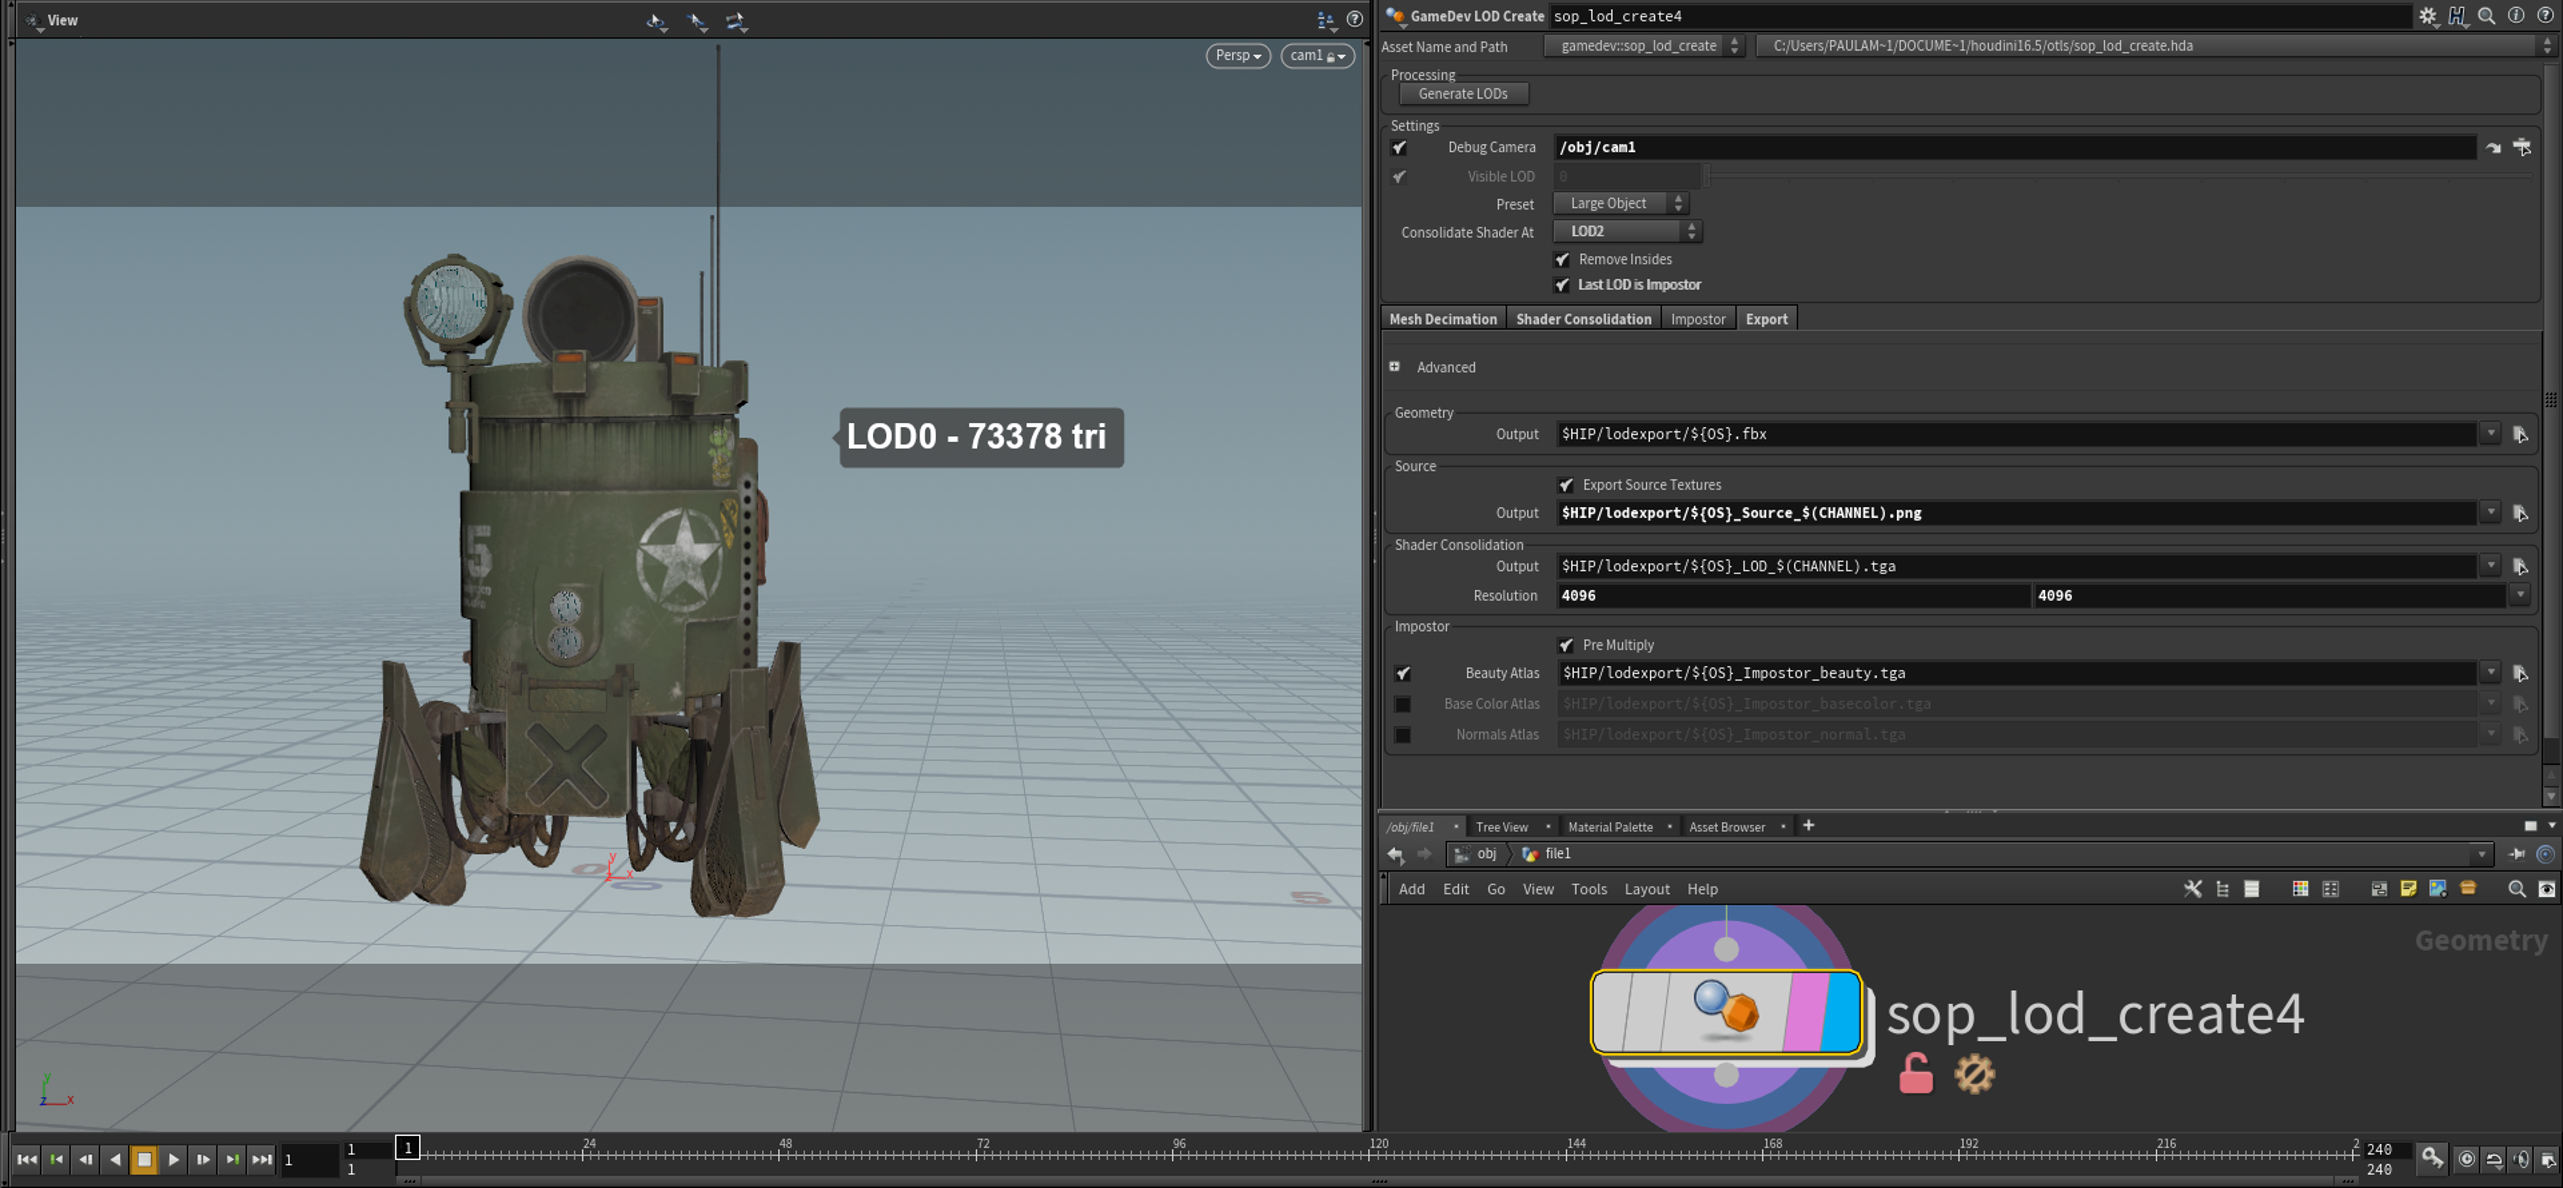 View
Persp
cam1
LOD0 - 73378 tri
5
5
y
x
y
z
x
GameDev LOD Create sop_lod_create4
Asset Name and Path gamedev::sop_lod_create C:/Users/PAULAM~1/DOCUME~1/houdini16.5/otls/sop_lod_create.hda
Processing
Generate LODs
Settings
Debug Camera /obj/cam1
Visible LOD 0
Preset Large Object
Consolidate Shader At LOD2
Remove Insides
Last LOD is Impostor
Mesh Decimation Shader Consolidation Impostor Export
Advanced
Geometry
Output $HIP/lodexport/${OS}.fbx
Source
Export Source Textures
Output $HIP/lodexport/${OS}_Source_$(CHANNEL).png
Shader Consolidation
Output $HIP/lodexport/${OS}_LOD_$(CHANNEL).tga
Resolution 4096 4096
Impostor
Pre Multiply
Beauty Atlas $HIP/lodexport/${OS}_Impostor_beauty.tga
Base Color Atlas $HIP/lodexport/${OS}_Impostor_basecolor.tga
Normals Atlas $HIP/lodexport/${OS}_Impostor_normal.tga
/obj/file1 Tree View Material Palette Asset Browser
obj file1
Add Edit Go View Tools Layout Help
Geometry
sop_lod_create4
1 1 1 24 48 72 96 120 144 168 192 216 2 240
1 240